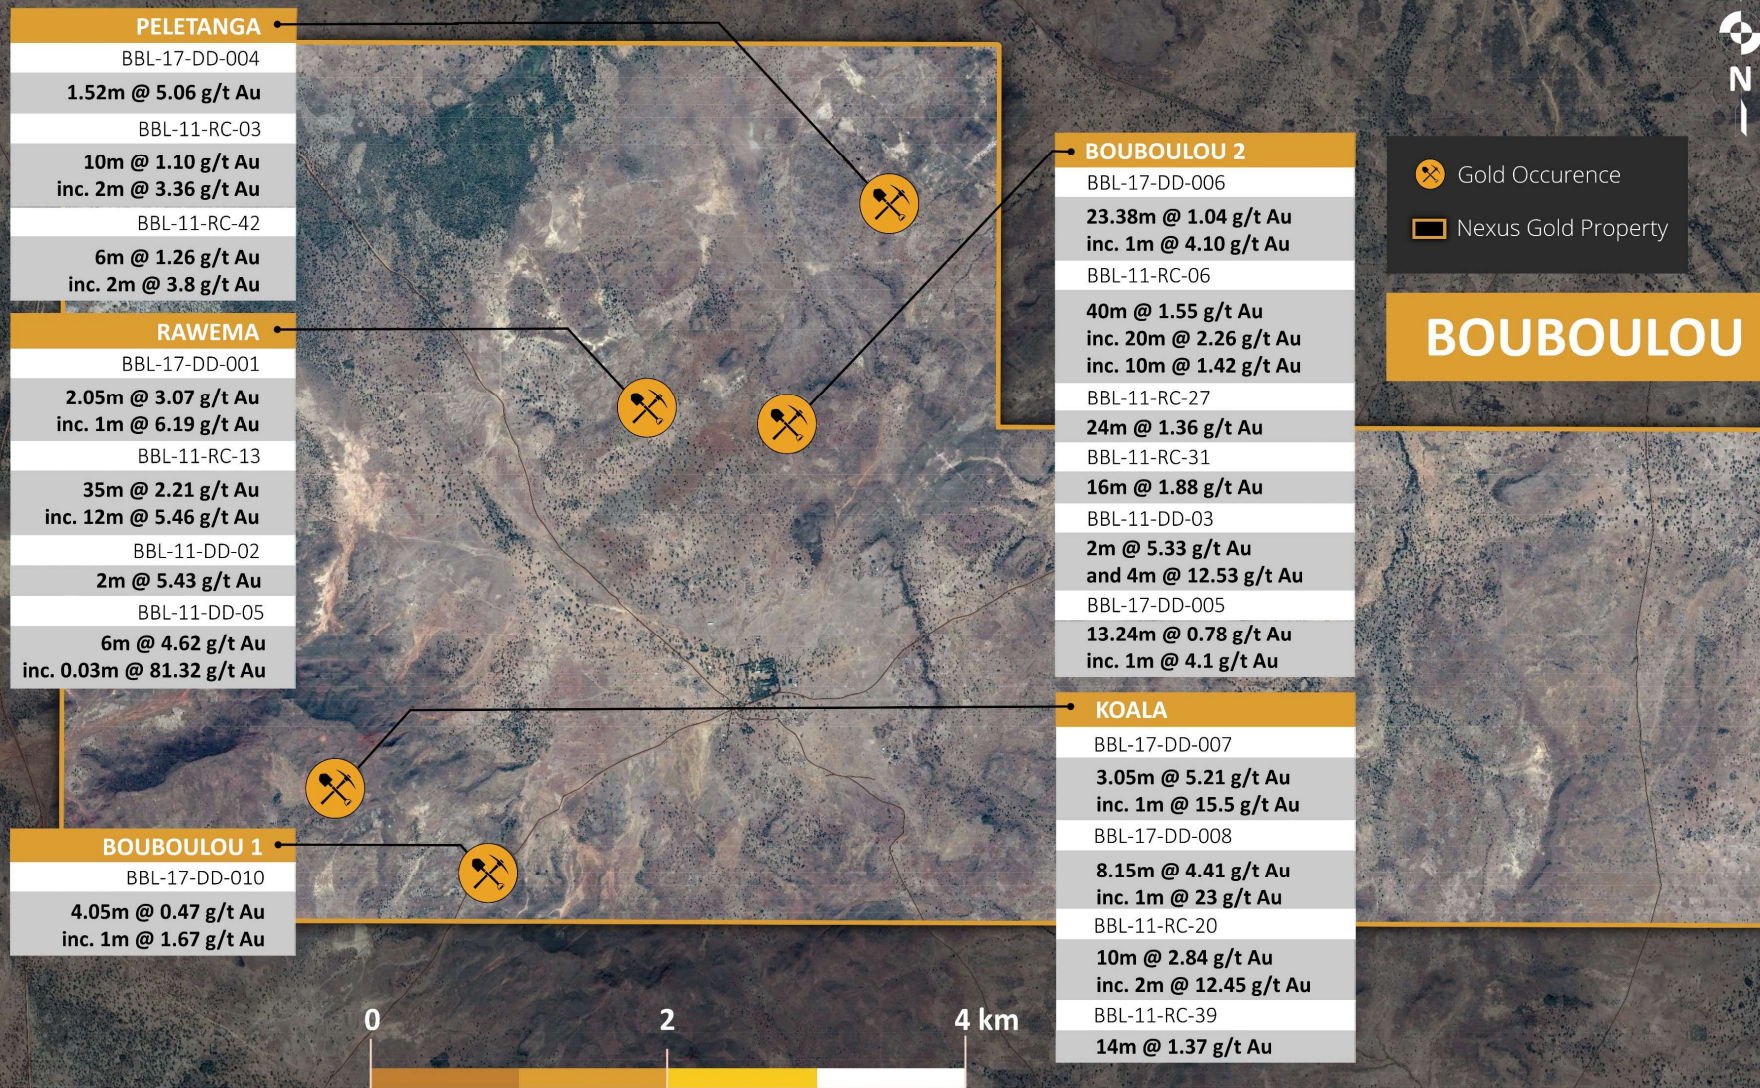 PELETANGA
BBL-17-DD-004
1.52m @ 5.06 g/t Au
BBL-11-RC-03
10m @ 1.10 g/t Au
inc. 2m @ 3.36 g/t Au
BBL-11-RC-42
6m @ 1.26 g/t Au
inc. 2m @ 3.8 g/t Au
RAWEMA
BBL-17-DD-001
2.05m @ 3.07 g/t Au
inc. 1m @ 6.19 g/t Au
BBL-11-RC-13
35m @ 2.21 g/t Au
inc. 12m @ 5.46 g/t Au
BBL-11-DD-02
2m @ 5.43 g/t Au
BBL-11-DD-05
6m @ 4.62 g/t Au
inc. 0.03m @ 81.32 g/t Au
BOUBOULOU 1
BBL-17-DD-010
4.05m @ 0.47 g/t Au
inc. 1m @ 1.67 g/t Au
BOUBOULOU 2
BBL-17-DD-006
23.38m @ 1.04 g/t Au
inc. 1m @ 4.10 g/t Au
BBL-11-RC-06
40m @ 1.55 g/t Au
inc. 20m @ 2.26 g/t Au
inc. 10m @ 1.42 g/t Au
BBL-11-RC-27
24m @ 1.36 g/t Au
BBL-11-RC-31
16m @ 1.88 g/t Au
BBL-11-DD-03
2m @ 5.33 g/t Au
and 4m @ 12.53 g/t Au
BBL-17-DD-005
13.24m @ 0.78 g/t Au
inc. 1m @ 4.1 g/t Au
KOALA
BBL-17-DD-007
3.05m @ 5.21 g/t Au
inc. 1m @ 15.5 g/t Au
BBL-17-DD-008
8.15m @ 4.41 g/t Au
inc. 1m @ 23 g/t Au
BBL-11-RC-20
10m @ 2.84 g/t Au
inc. 2m @ 12.45 g/t Au
BBL-11-RC-39
14m @ 1.37 g/t Au
N
Gold Occurence
Nexus Gold Property
BOUBOULOU
0 2 4 km